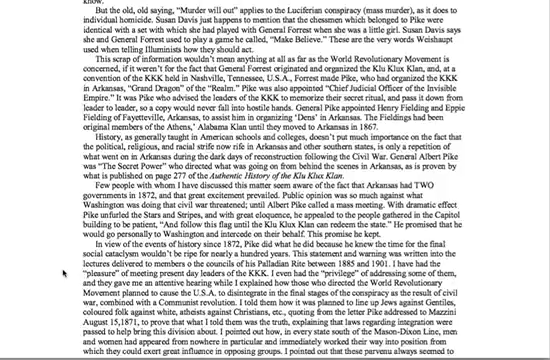 know.
But the old, old saying, "Murder will out" applies to the Luciferian conspiracy (mass murder), as it does to
individual homicide. Susan Davis just happens to mention that the chessmen which belonged to Pike were
identical with a set with which she had played with General Forrest when she was a little girl. Susan Davis says
she and General Forrest used to play a game he called, "Make Believe." These are the very words Weishaupt
used when telling Illuminists how they should act.
This scrap of information wouldn't mean anything at all as far as the World Revolutionary Movement is
concerned, if it weren't for the fact that General Forrest originated and organized the Klu Klux Klan, and, at a
convention of the KKK held in Nashville, Tennessee, U.S.A., Forrest made Pike, who had organized the KKK
in Arkansas, "Grand Dragon" of the "Realm." Pike was also appointed "Chief Judicial Officer of the Invisible
Empire." It was Pike who advised the leaders of the KKK to memorize their secret ritual, and pass it down from
leader to leader, so a copy would never fall into hostile hands. General Pike appointed Henry Fielding and Eppie
Fielding of Fayetteville, Arkansas, to assist him in organizing 'Dens' in Arkansas. The Fieldings had been
original members of the Athens,' Alabama Klan until they moved to Arkansas in 1867.
History, as generally taught in American schools and colleges, doesn't put much importance on the fact that
the political, religious, and racial strife now rife in Arkansas and other southern states, is only a repetition of
what went on in Arkansas during the dark days of reconstruction following the Civil War. General Albert Pike
was "The Secret Power" who directed what was going on from behind the scenes in Arkansas, as is proven by
what is published on page 277 of the Authentic History of the Klu Klux Klan.
Few people with whom I have discussed this matter seem aware of the fact that Arkansas had TWO
governments in 1872, and that great excitement prevailed. Public opinion was so much against what
Washington was doing that civil war threatened; until Albert Pike called a mass meeting. With dramatic effect
Pike unfurled the Stars and Stripes, and with great eloquence, he appealed to the people gathered in the Capitol
building to be patient, "And follow this flag until the Klu Klux Klan can redeem the state." He promised that he
would go personally to Washington and intercede on their behalf. This promise he kept.
In view of the events of history since 1872, Pike did what he did because he knew the time for the final
social cataclysm wouldn't be ripe for nearly a hundred years. This statement and warning was written into the
lectures delivered to members o the councils of his Palladian Rite between 1885 and 1901. I have had the
"pleasure" of meeting present day leaders of the KKK. I even had the "privilege" of addressing some of them,
and they gave me an attentive hearing while I explained how those who directed the World Revolutionary
Movement planned to cause the U.S.A. to disintegrate in the final stages of the conspiracy as the result of civil
war, combined with a Communist revolution. I told them how it was planned to line up Jews against Gentiles,
coloured folk against white, atheists against Christians, etc., quoting from the letter Pike addressed to Mazzini
August 15,1871, to prove that what I told them was the truth, explaining that laws regarding integration were
passed to help bring this division about. I pointed out how, in every state south of the Mason-Dixon Line, men
and women had appeared from nowhere in particular and immediately worked their way into position from
which they could exert great influence in opposing groups. I pointed out that these parvenu always seemed to